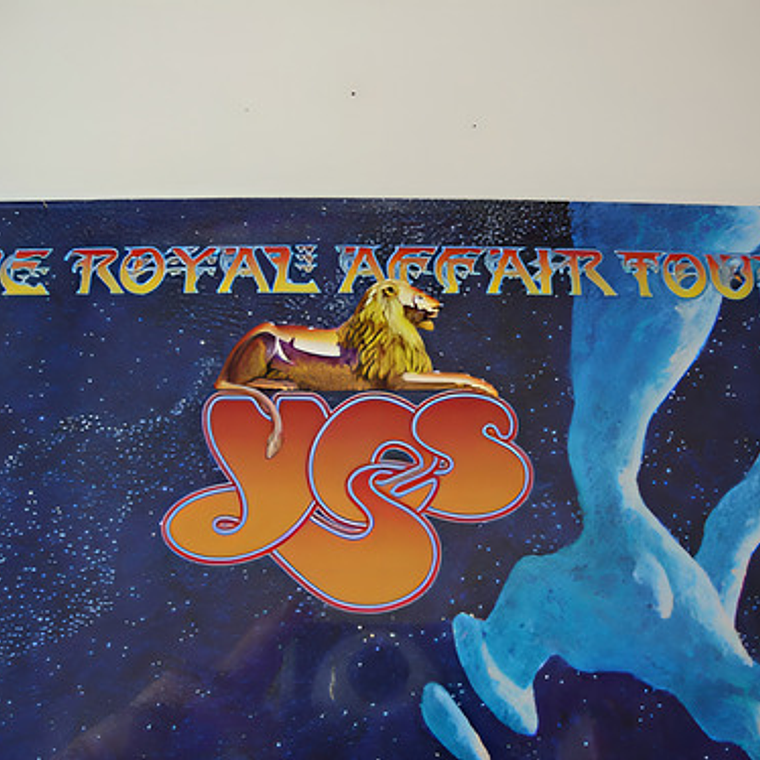 E ROYAL AFFAIR TOU
YES